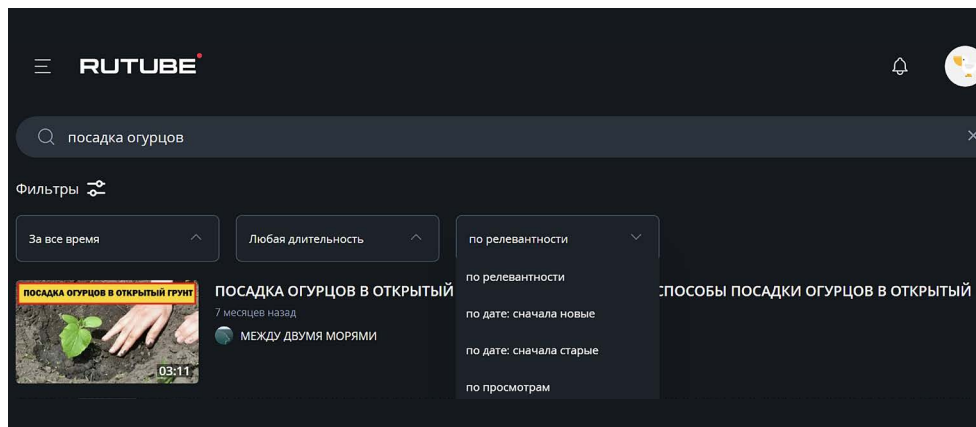 RUTUBE
посадка огурцов
Фильтры
За все время
Любая длительность
по релевантности
по релевантности
по дате: сначала новые
по дате: сначала старые
по просмотрам
ПОСАДКА ОГУРЦОВ В ОТКРЫТЫЙ ГРУНТ
03:11
ПОСАДКА ОГУРЦОВ В ОТКРЫТЫЙ СПОСОБЫ ПОСАДКИ ОГУРЦОВ В ОТКРЫТЫЙ
7 месяцев назад
МЕЖДУ ДВУМЯ МОРЯМИ